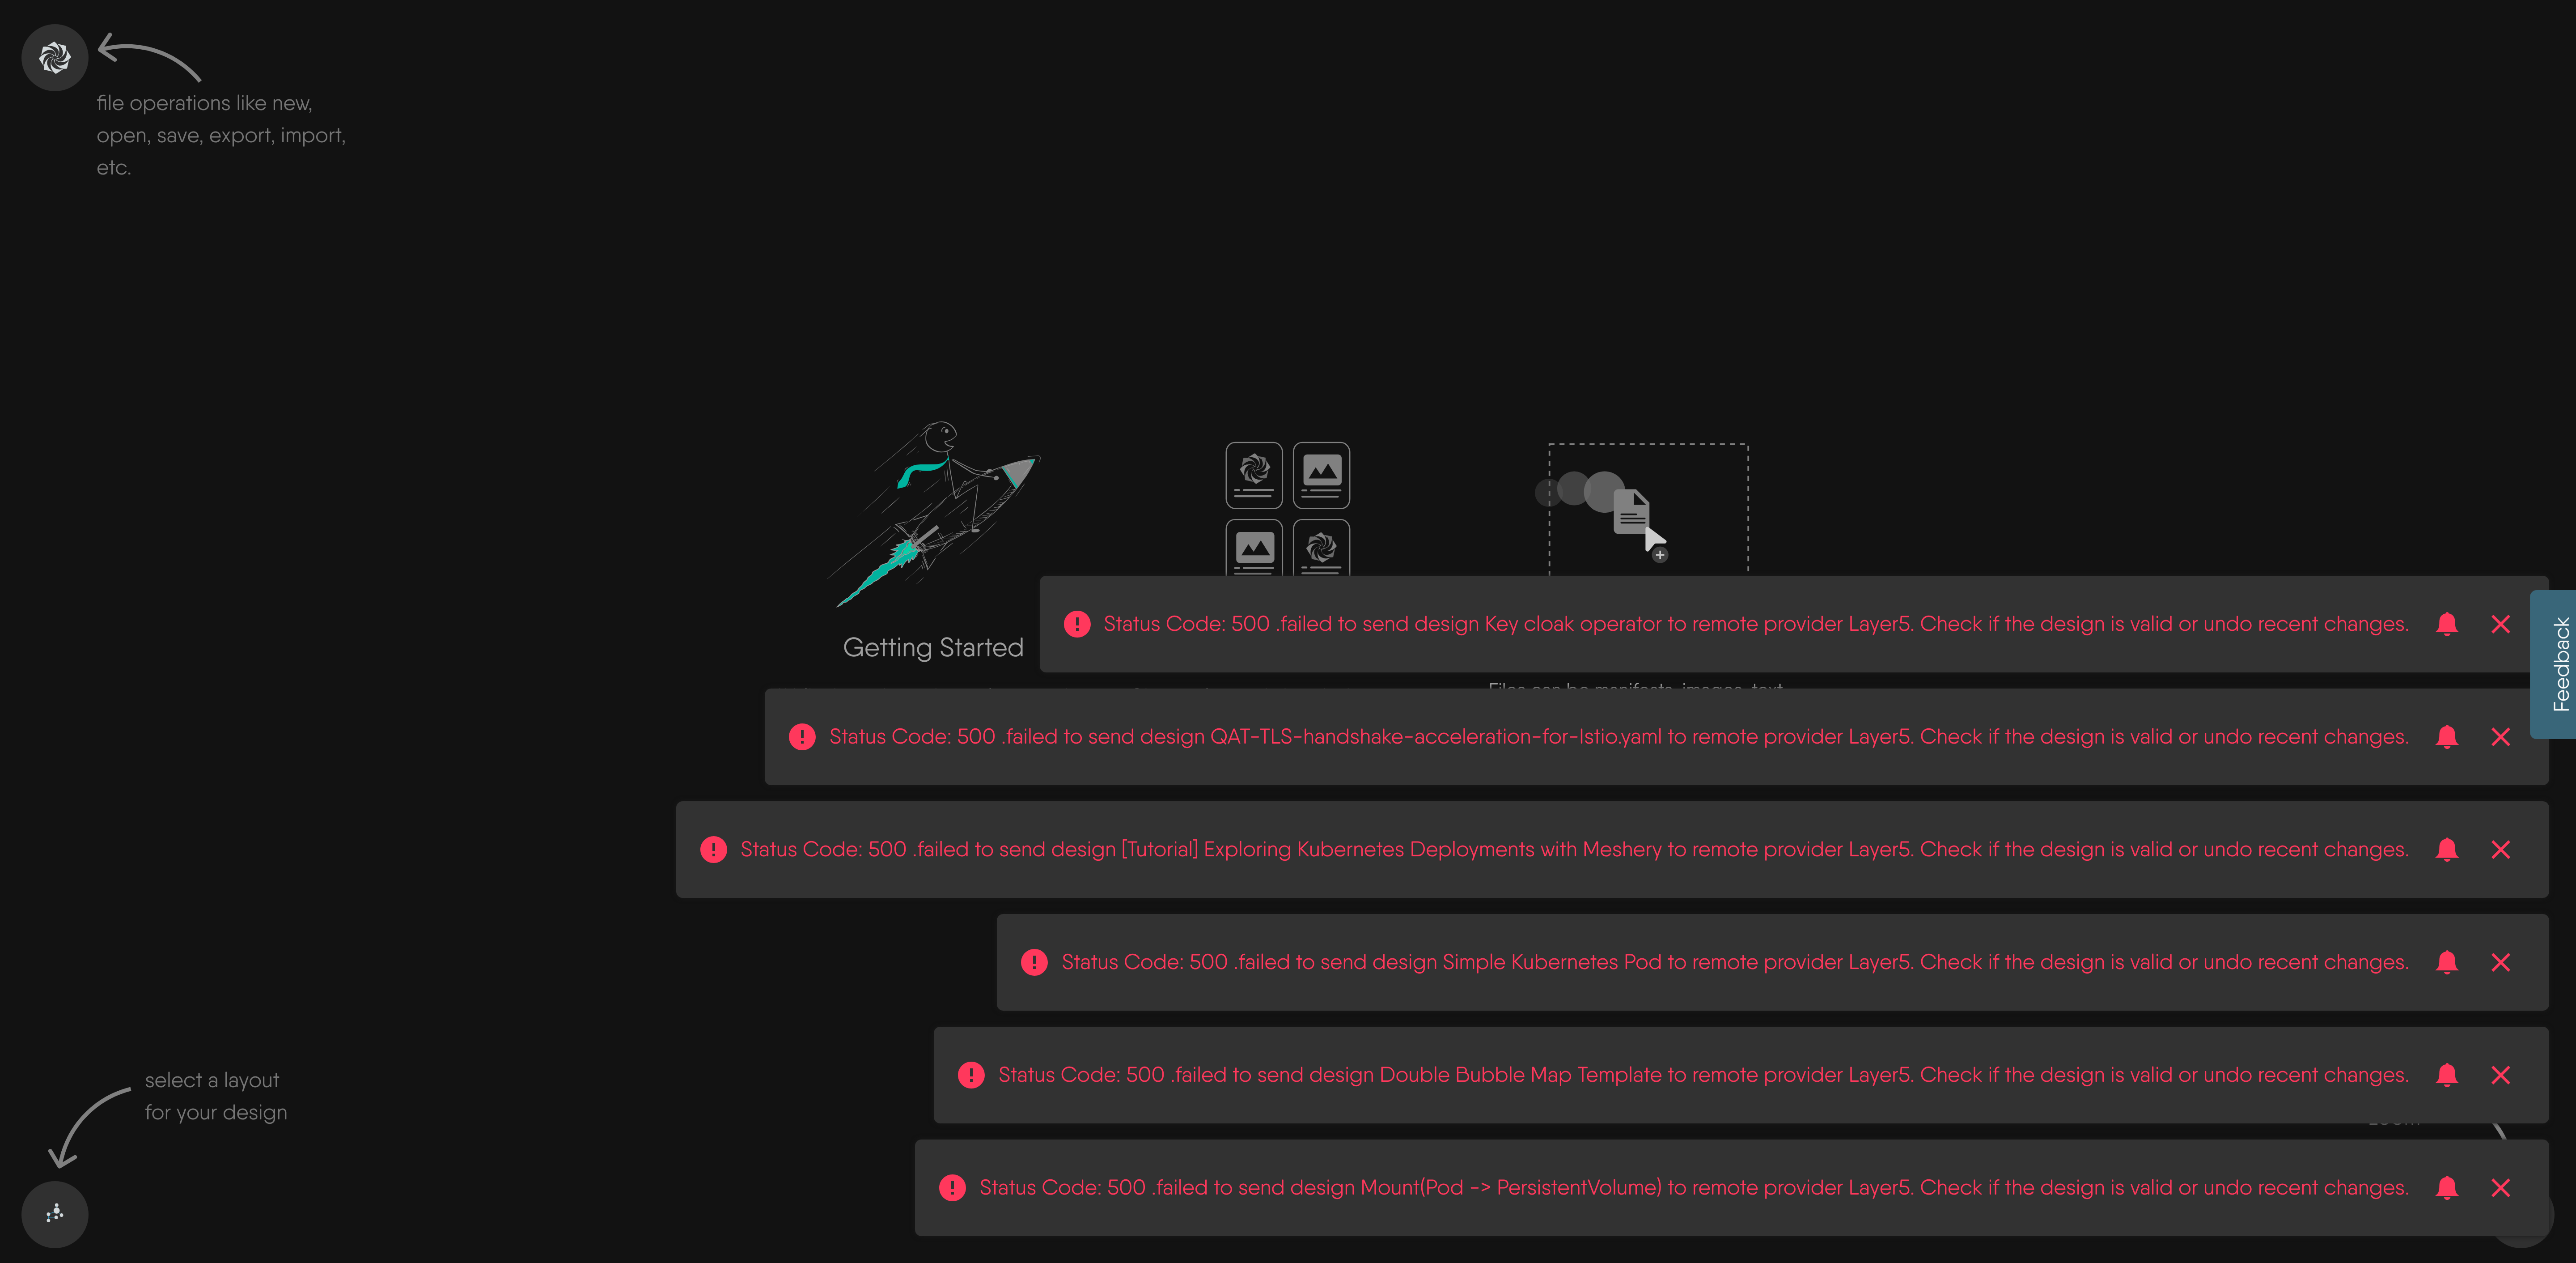 file operations like new,
open, save, export, import,
etc.
Getting Started
Status Code: 500 .failed to send design Key cloak operator to remote provider Layer5. Check if the design is valid or undo recent changes.
Feedback
Files can be manifests, images, text
Status Code: 500 .failed to send design QAT-TLS-handshake-acceleration-for-Istio.yaml to remote provider Layer5. Check if the design is valid or undo recent changes.
Status Code: 500 .failed to send design [Tutorial] Exploring Kubernetes Deployments with Meshery to remote provider Layer5. Check if the design is valid or undo recent changes.
Status Code: 500 .failed to send design Simple Kubernetes Pod to remote provider Layer5. Check if the design is valid or undo recent changes.
select a layout
for your design
Status Code: 500 .failed to send design Double Bubble Map Template to remote provider Layer5. Check if the design is valid or undo recent changes.
Status Code: 500 .failed to send design Mount(Pod -> PersistentVolume) to remote provider Layer5. Check if the design is valid or undo recent changes.